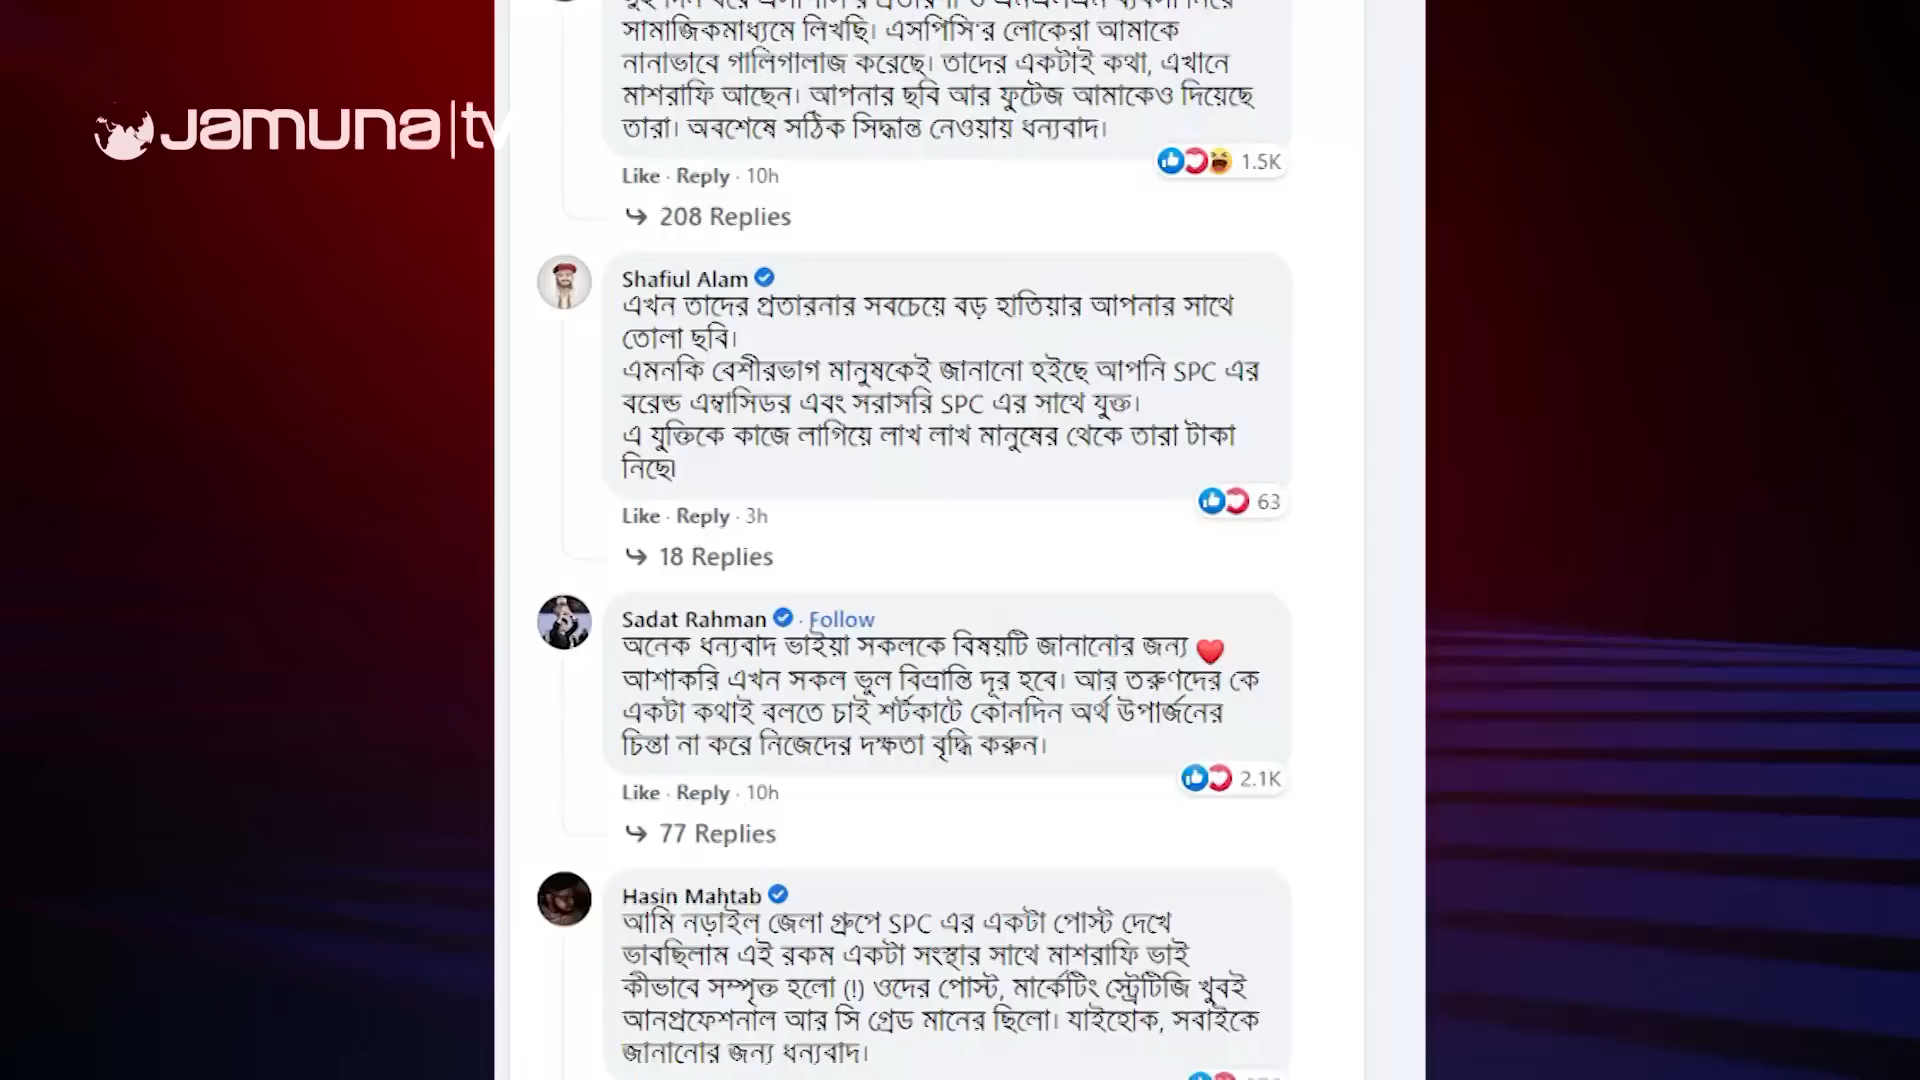 সামাজিকমাধ্যমে লিখছি। এসপিসি'র লোকেরা আমাকে
নানাভাবে গালিগালাজ করেছে। তাদের একটাই কথা, এখানে
মাশরাফি আছেন। আপনার ছবি আর ফুটেজ আমাকেও দিয়েছে
তারা। অবশেষে সঠিক সিদ্ধান্ত নেওয়ায় ধন্যবাদ।
Jamuna|tv
1.5K
Like · Reply · 10h
208 Replies
Shafiul Alam
এখন তাদের প্রতারনার সবচেয়ে বড় হাতিয়ার আপনার সাথে
তোলা ছবি।
এমনকি বেশীরভাগ মানুষকেই জানানো হইছে আপনি SPC এর
বরেন্ড এম্বাসিডর এবং সরাসরি SPC এর সাথে যুক্ত।
এ যুক্তিকে কাজে লাগিয়ে লাখ লাখ মানুষের থেকে তারা টাকা
নিছে৷
63
Like · Reply · 3h
18 Replies
Sadat Rahman · Follow
অনেক ধন্যবাদ ভাইয়া সকলকে বিষয়টি জানানোর জন্য ❤️
আশাকরি এখন সকল ভুল বিভ্রান্তি দূর হবে। আর তরুণদের কে
একটা কথাই বলতে চাই শর্টকাটে কোনদিন অর্থ উপার্জনের
চিন্তা না করে নিজেদের দক্ষতা বৃদ্ধি করুন।
2.1K
Like · Reply · 10h
77 Replies
Hasin Mahtab
আমি নড়াইল জেলা গ্রুপে SPC এর একটা পোস্ট দেখে
ভাবছিলাম এই রকম একটা সংস্থার সাথে মাশরাফি ভাই
কীভাবে সম্পৃক্ত হলো (!) ওদের পোস্ট, মার্কেটিং স্ট্রেটিজি খুবই
আনপ্রফেশনাল আর সি গ্রেড মানের ছিলো। যাইহোক, সবাইকে
জানানোর জন্য ধন্যবাদ।